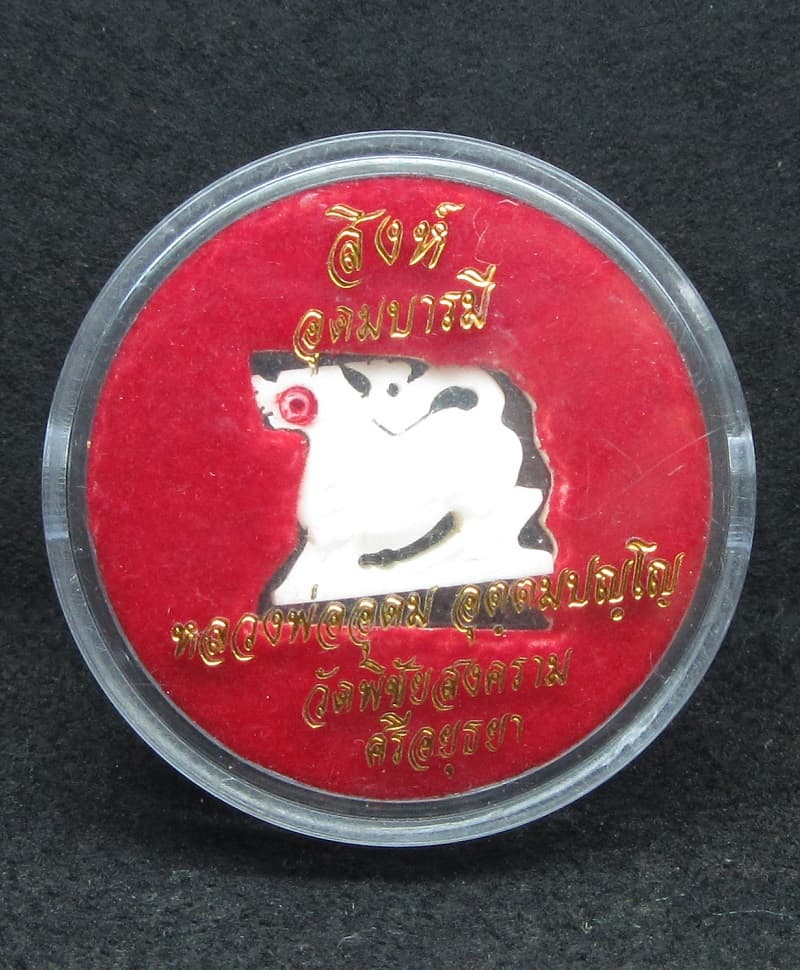 สิงห์
อุดมบารมี
หลวงพ่ออุดม อุตฺตมปญฺโญ
วัดพิชัยสงคราม
ศรีอยุธยา